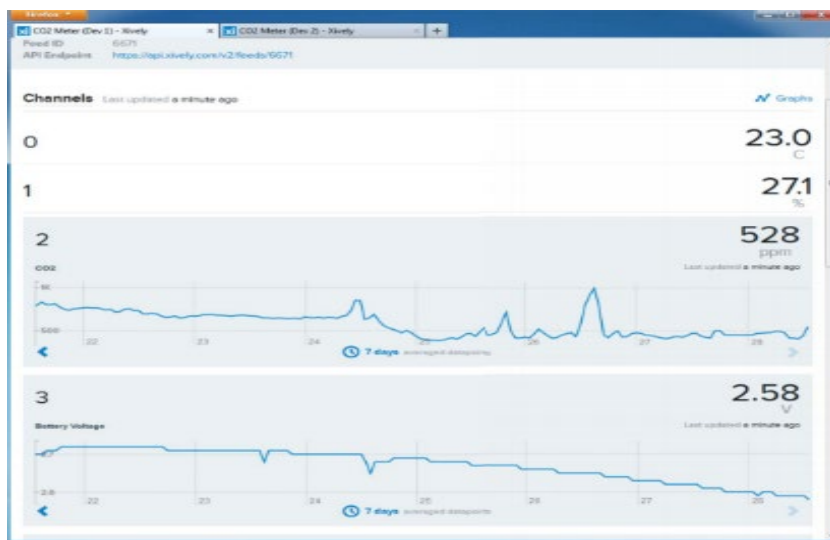 CO2 Meter (Dev 1) - Xively
CO2 Meter (Dev 2) - Xively
Feed ID 6671
API Endpoint https://api.xively.com/v2/feeds/6671
Channels Last updated a minute ago Graphs
0 23.0
C
1 27.1
%
2 528
ppm
CO2 Last updated a minute ago
1K
500
22 23 24 25 26 27 28
7 days averaged datapoints
3 2.58
V
Battery Voltage Last updated a minute ago
22 23 24 25 26 27 28
7 days averaged datapoints